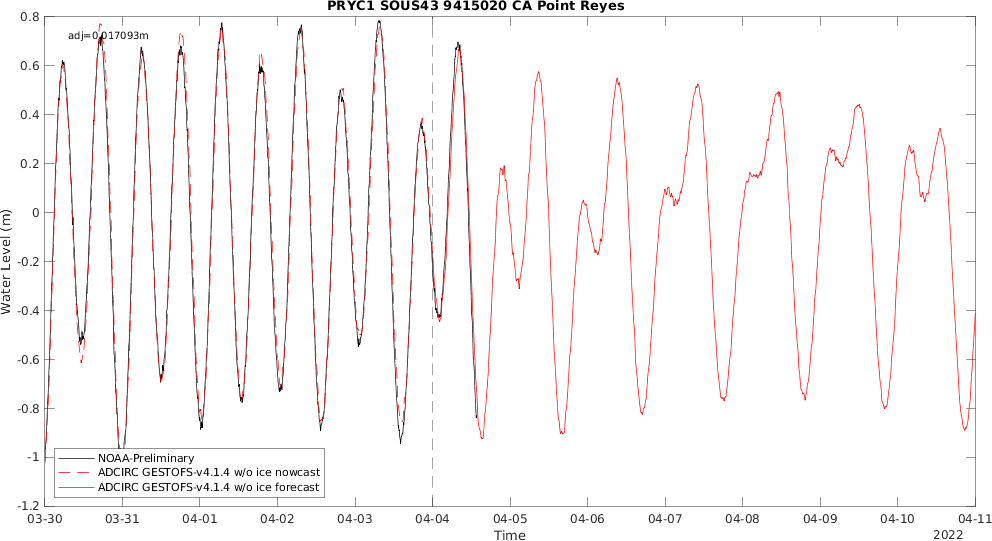 PRYC1 SOUS43 9415020 CA Point Reyes
adj=0.017093m
0.8
0.6
0.4
0.2
0
-0.2
-0.4
-0.6
-0.8
-1
-1.2
Water Level (m)
NOAA-Preliminary
ADCIRC GESTOFS-v4.1.4 w/o ice nowcast
ADCIRC GESTOFS-v4.1.4 w/o ice forecast
03-30 03-31 04-01 04-02 04-03 04-04 04-05 04-06 04-07 04-08 04-09 04-10 04-11
Time
2022